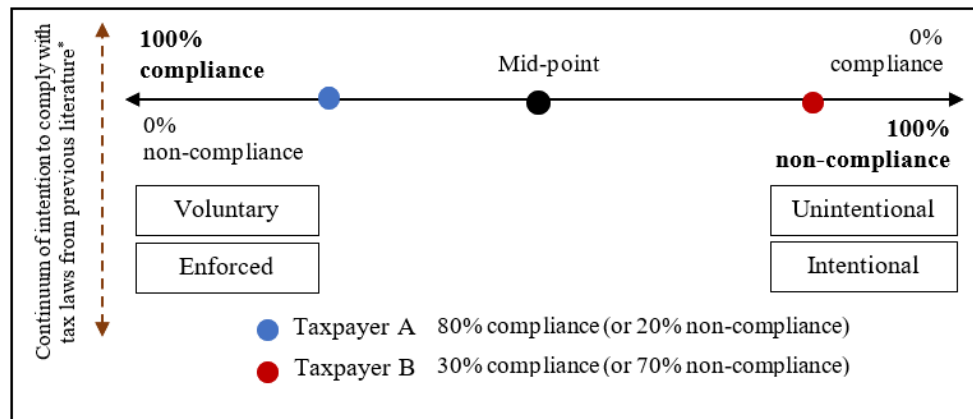 Continuum of intention to comply with
tax laws from previous literature*
100%
compliance
Mid-point
0%
compliance
0%
non-compliance
100%
non-compliance
Voluntary
Unintentional
Enforced
Intentional
Taxpayer A 80% compliance (or 20% non-compliance)
Taxpayer B 30% compliance (or 70% non-compliance)